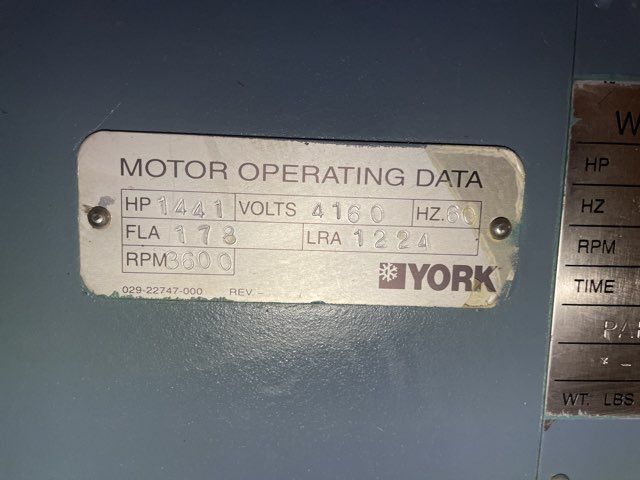 MOTOR OPERATING DATA
HP 1441 VOLTS 4160 HZ. 60
FLA 178 LRA 1224
RPM 3600
YORK
029-22747-000 REV –
W
HP
HZ
RPM
TIME
WT. LBS